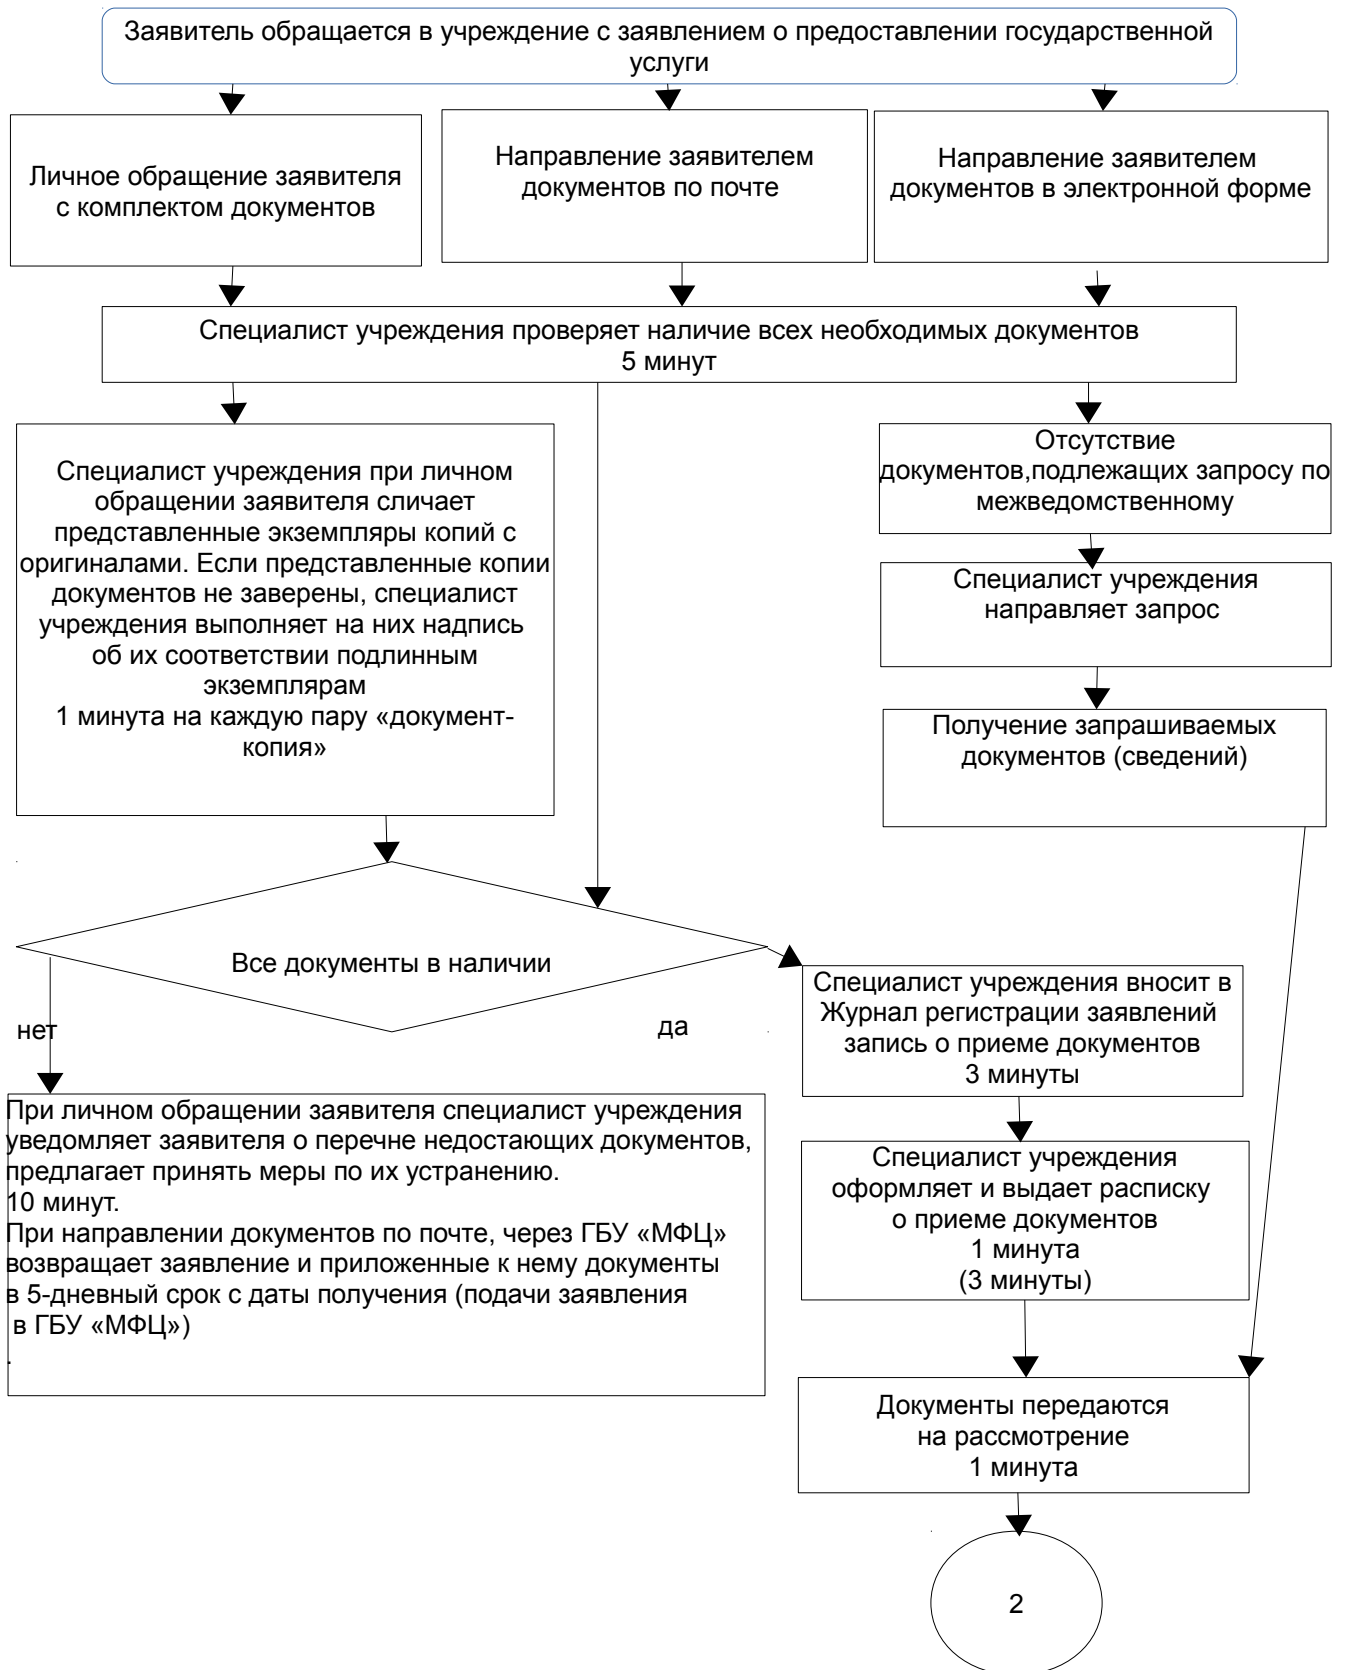 Заявитель обращается в учреждение с заявлением о предоставлении государственной
услуги
Личное обращение заявителя
с комплектом документов
Направление заявителем
документов по почте
Направление заявителем
документов в электронной форме
Специалист учреждения проверяет наличие всех необходимых документов
5 минут
Специалист учреждения при личном
обращении заявителя сличает
представленные экземпляры копий с
оригиналами. Если представленные копии
документов не заверены, специалист
учреждения выполняет на них надпись
об их соответствии подлинным
экземплярам
1 минута на каждую пару «документ-
копия»
Отсутствие
документов,подлежащих запросу по
межведомственному
Специалист учреждения
направляет запрос
Получение запрашиваемых
документов (сведений)
Все документы в наличии
нет
да
Специалист учреждения вносит в
Журнал регистрации заявлений
запись о приеме документов
3 минуты
При личном обращении заявителя специалист учреждения
уведомляет заявителя о перечне недостающих документов,
предлагает принять меры по их устранению.
10 минут.
При направлении документов по почте, через ГБУ «МФЦ»
возвращает заявление и приложенные к нему документы
в 5-дневный срок с даты получения (подачи заявления
в ГБУ «МФЦ»)
.
Специалист учреждения
оформляет и выдает расписку
о приеме документов
1 минута
(3 минуты)
Документы передаются
на рассмотрение
1 минута
2